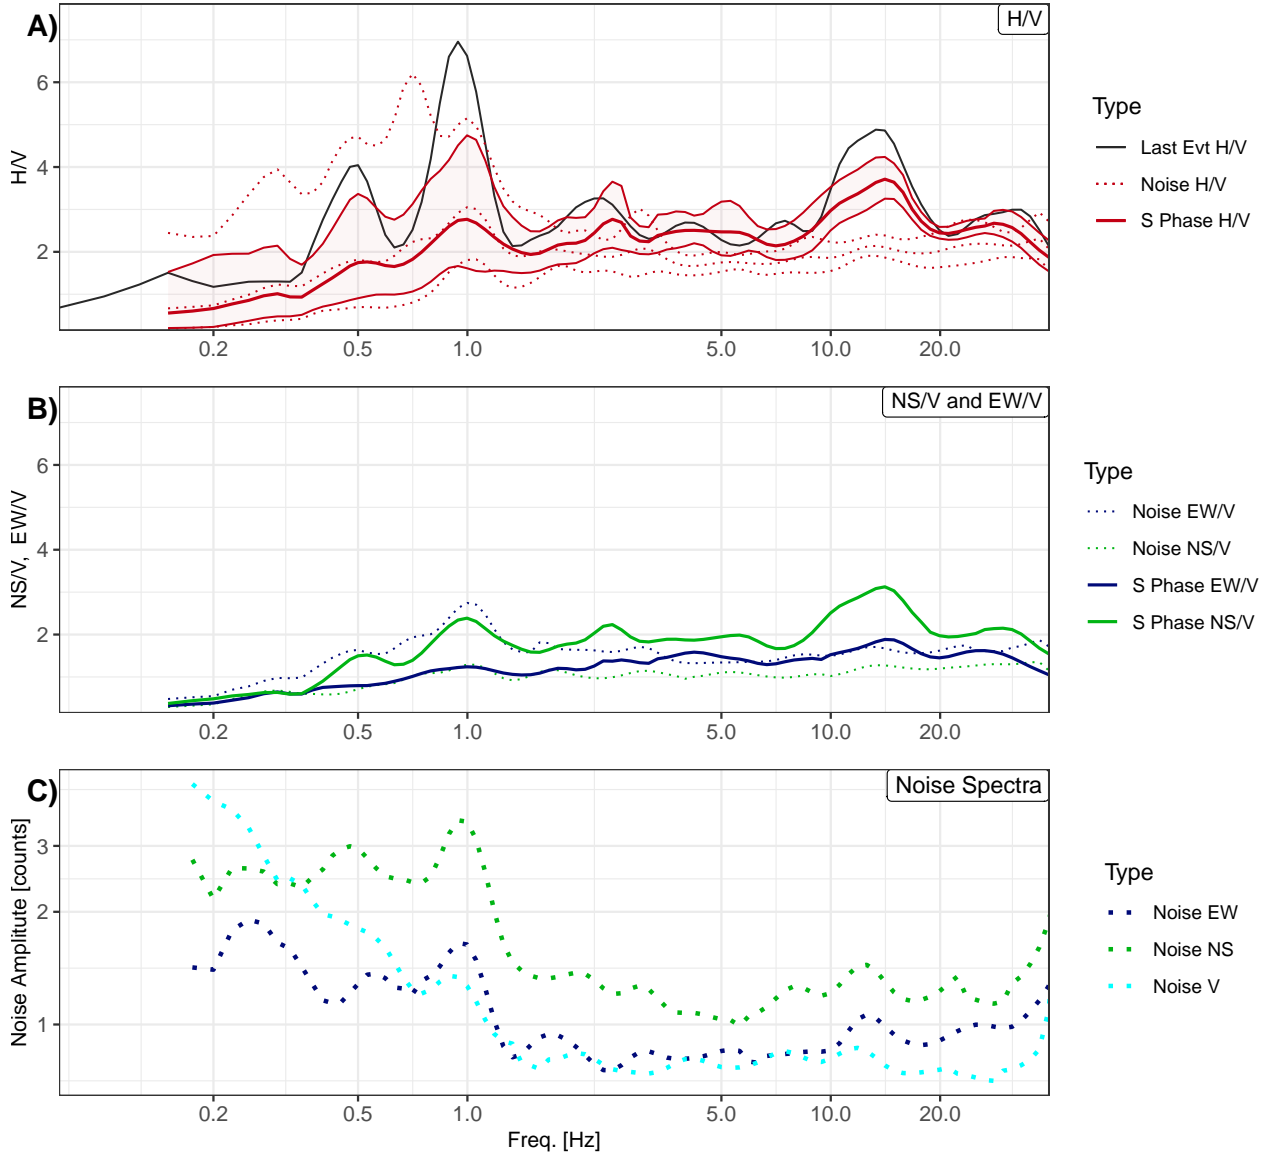 A)
H/V
H/V
6
4
2
0.2 0.5 1.0 5.0 10.0 20.0
Type
Last Evt H/V
Noise H/V
S Phase H/V
B)
NS/V and EW/V
NS/V, EW/V
6
4
2
0.2 0.5 1.0 5.0 10.0 20.0
Type
Noise EW/V
Noise NS/V
S Phase EW/V
S Phase NS/V
C)
Noise Spectra
Noise Amplitude [counts]
3
2
1
0.2 0.5 1.0 5.0 10.0 20.0
Freq. [Hz]
Type
Noise EW
Noise NS
Noise V